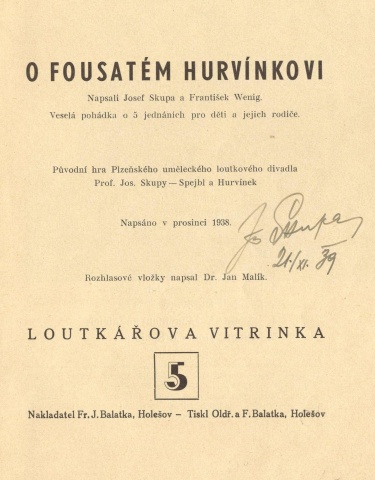 O FOUSATÉM HURVÍNKOVI
Napsali Josef Skupa a František Wenig.
Veselá pohádka o 5 jednáních pro děti a jejich rodiče.
Původní hra Plzeňského uměleckého loutkového divadla
Prof. Jos. Skupy — Spejbl a Hurvínek
Napsáno v prosinci 1938.
Jos Skupa
21./XI. 39
Rozhlasové vložky napsal Dr. Jan Malík.
LOUTKÁŘOVA VITRINKA
5
Nakladatel Fr. J. Balatka, Holešov — Tiskl Oldř. a F. Balatka, Holešov